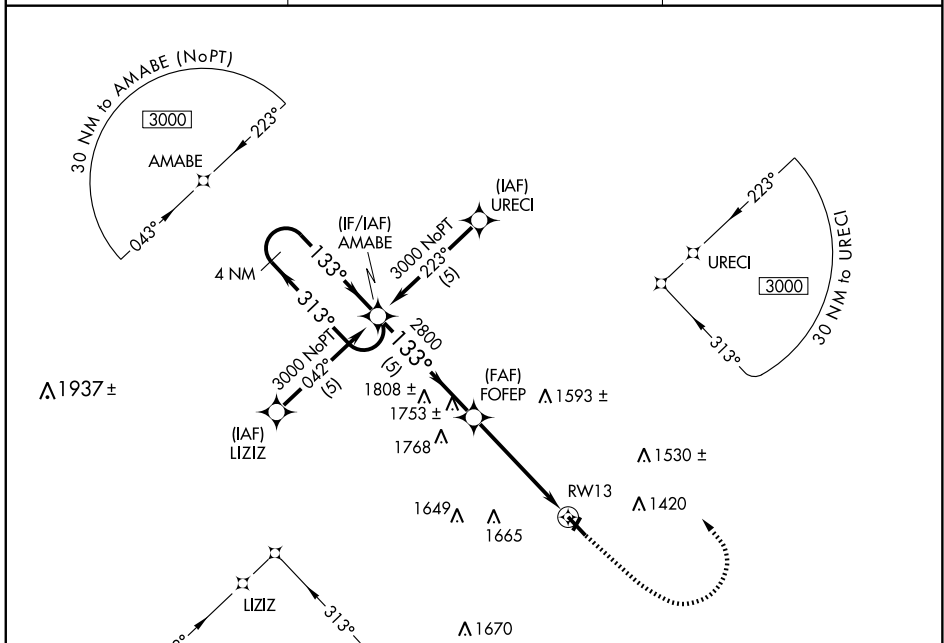 30 NM to AMABE (NoPT)
3000
223°
AMABE
043°
(IAF)
URECI
(IF/IAF)
AMABE
3000 NoPT
223°
(5)
133°
4 NM
313°
223°
URECI
3000
30 NM to URECI
313°
2800
133°
(5)
3000 NoPT
042°
(5)
1937 ±
(IAF)
LIZIZ
1808 ±
1753 ±
1768
(FAF)
FOFEP
1593 ±
1530 ±
RW13
1420
1649
1665
LIZIZ
313°
1670